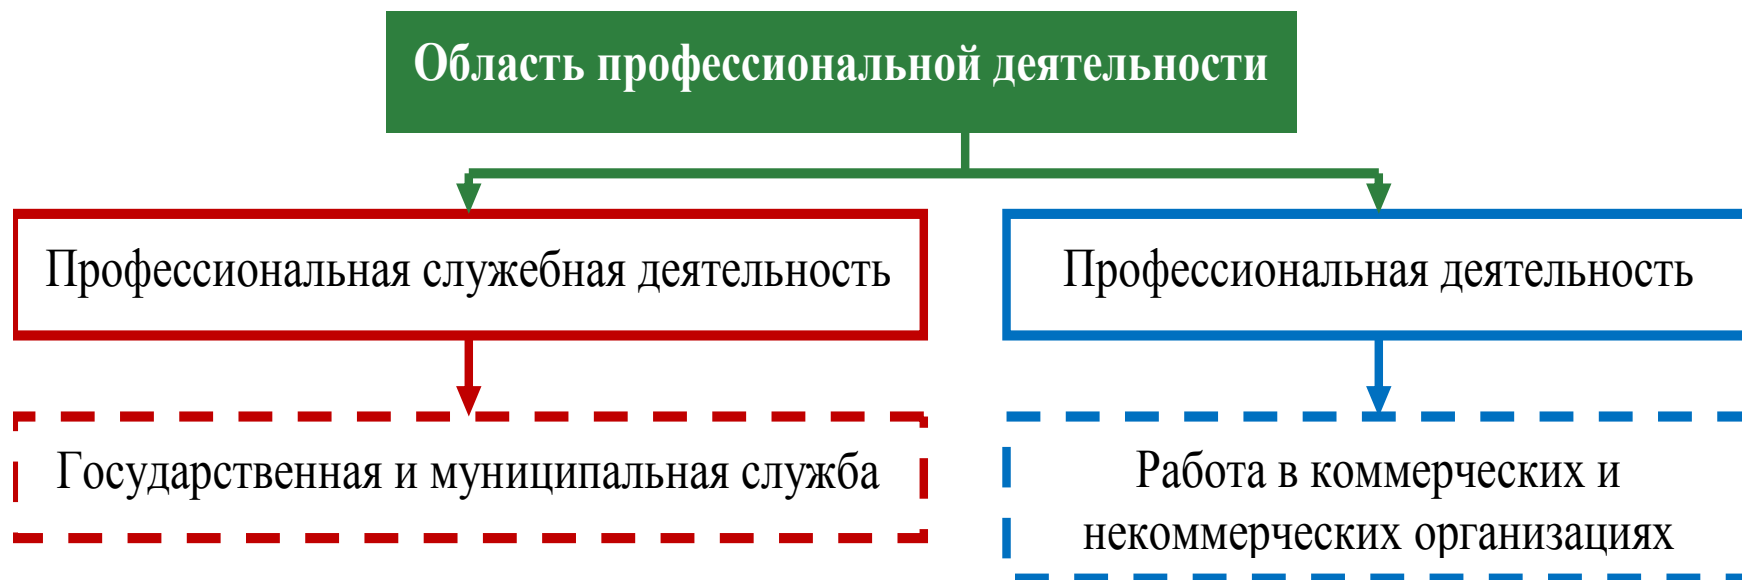 Область профессиональной деятельности
Профессиональная служебная деятельность
Профессиональная деятельность
Государственная и муниципальная служба
Работа в коммерческих и
некоммерческих организациях